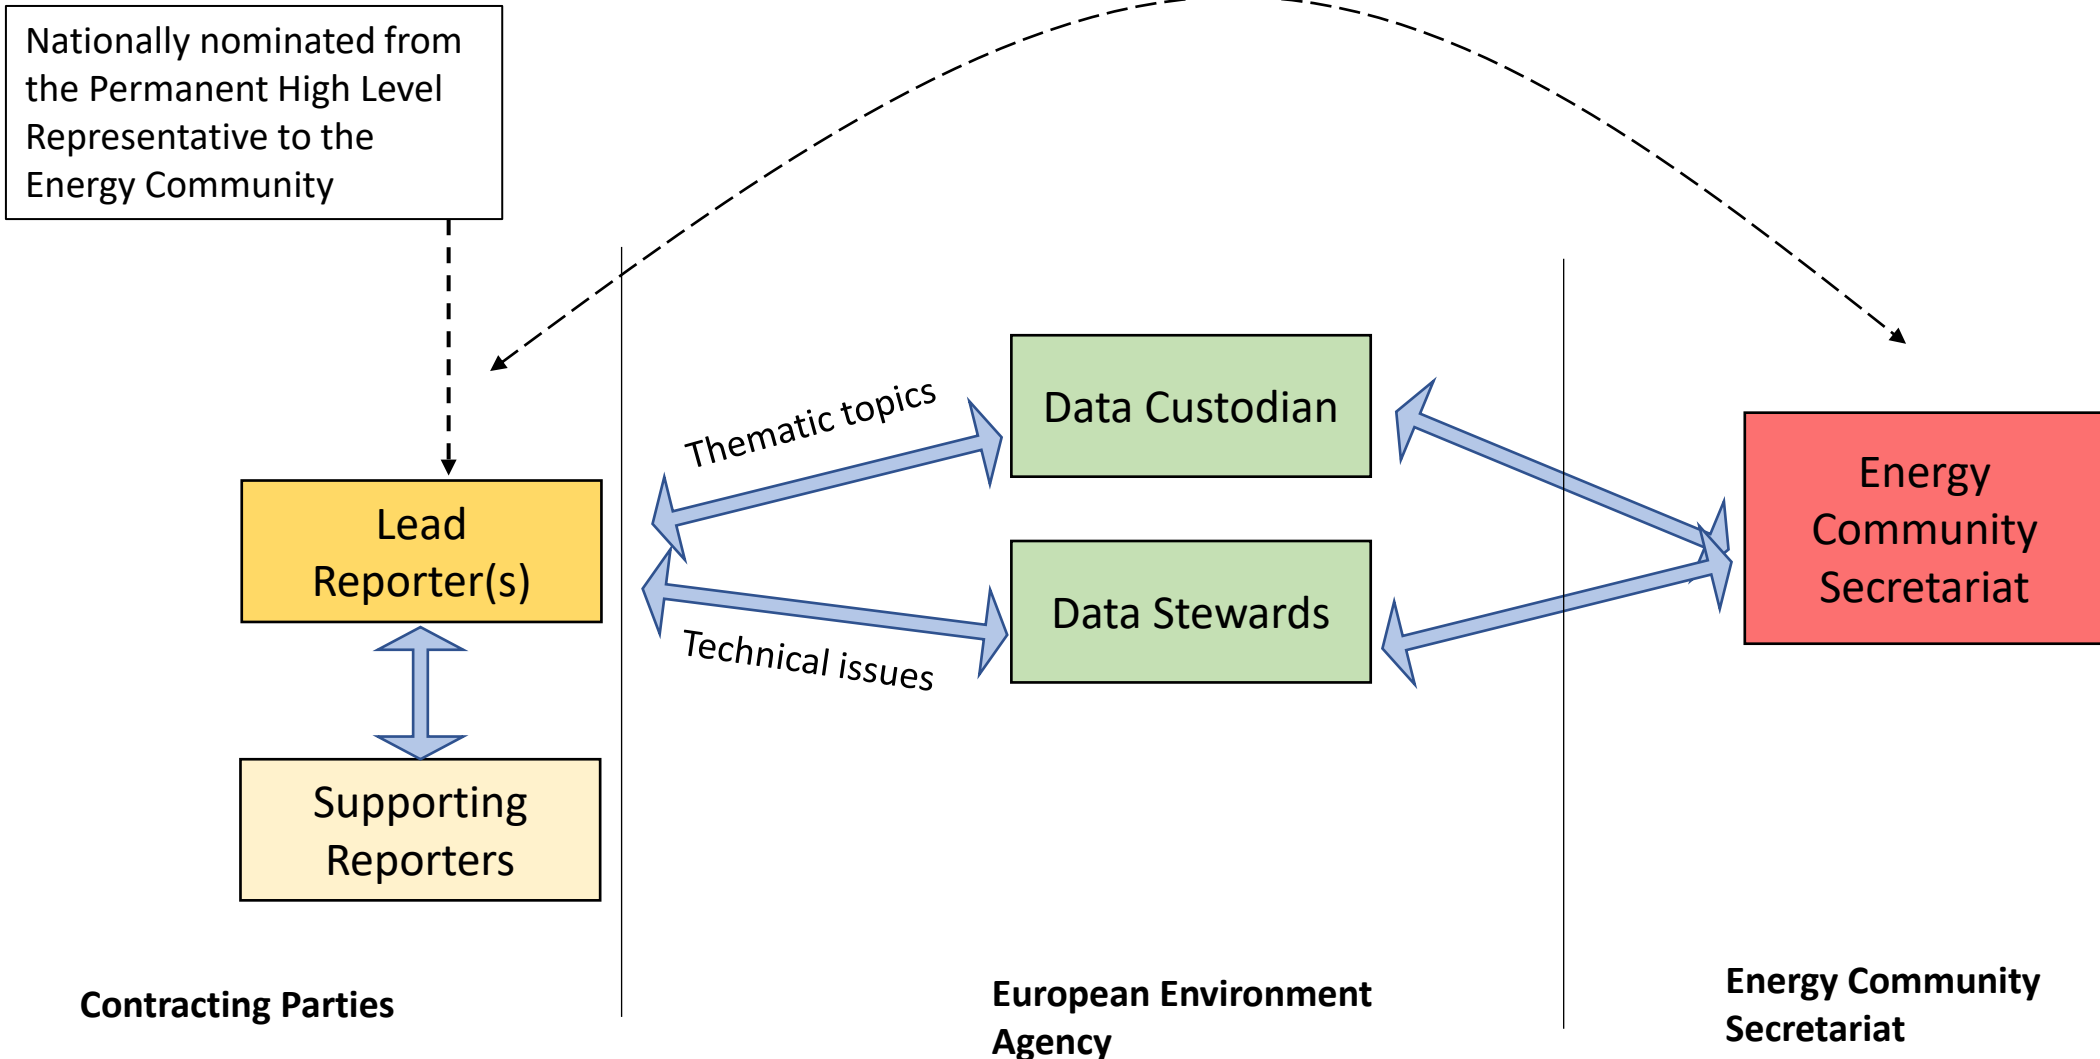 Nationally nominated from
the Permanent High Level
Representative to the
Energy Community
Thematic topics
Data Custodian
Energy
Community
Secretariat
Lead
Reporter(s)
Data Stewards
Technical issues
Supporting
Reporters
Contracting Parties
European Environment
Agency
Energy Community
Secretariat